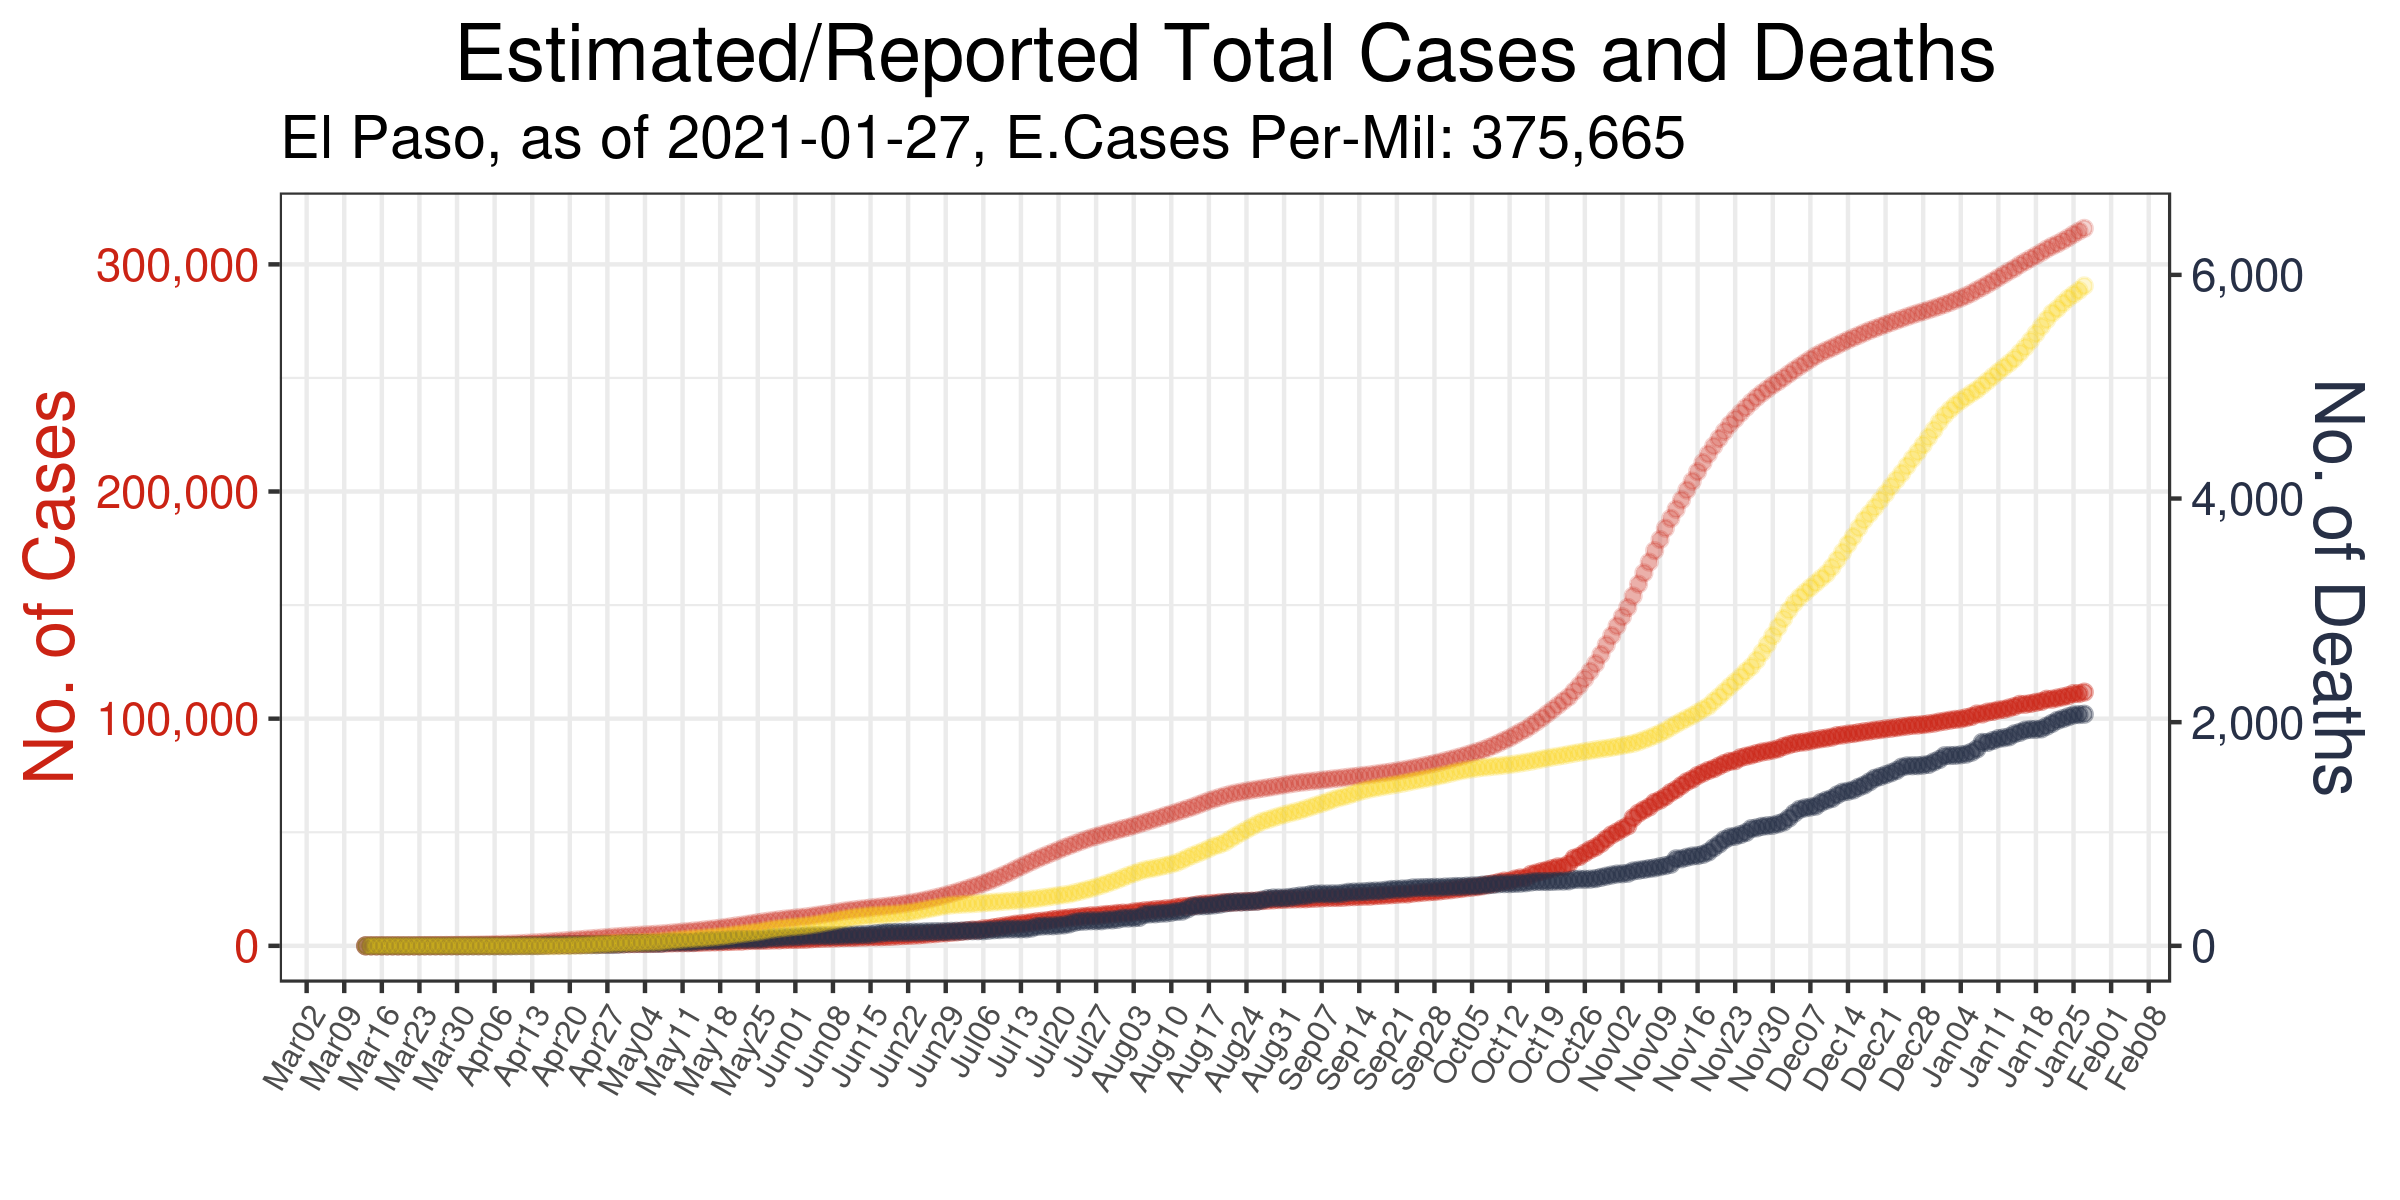 Estimated/Reported Total Cases and Deaths
El Paso, as of 2021-01-27, E.Cases Per-Mil: 375,665
No. of Cases
300,000
200,000
100,000
0
6,000
4,000
2,000
0
No. of Deaths
Mar02
Mar09
Mar16
Mar23
Mar30
Apr06
Apr13
Apr20
Apr27
May04
May11
May18
May25
Jun01
Jun08
Jun15
Jun22
Jun29
Jul06
Jul13
Jul20
Jul27
Aug03
Aug10
Aug17
Aug24
Aug31
Sep07
Sep14
Sep21
Sep28
Oct05
Oct12
Oct19
Oct26
Nov02
Nov09
Nov16
Nov23
Nov30
Dec07
Dec14
Dec21
Dec28
Jan04
Jan11
Jan18
Jan25
Feb01
Feb08